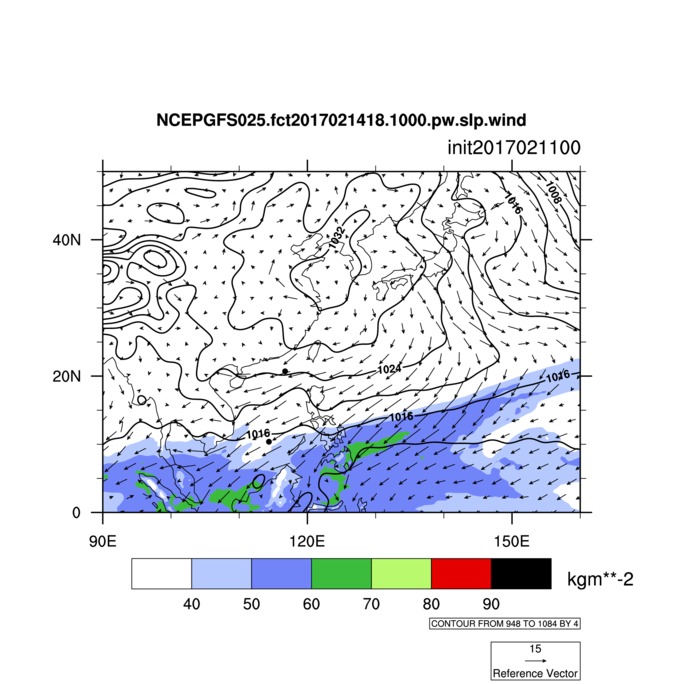 NCEPGFS025.fct2017021418.1000.pw.slp.wind
init2017021100
1008
1016
1032
40N
1024
20N
1016
1016
1016
0
90E 120E 150E
40 50 60 70 80 90
kgm**-2
CONTOUR FROM 948 TO 1084 BY 4
15
Reference Vector